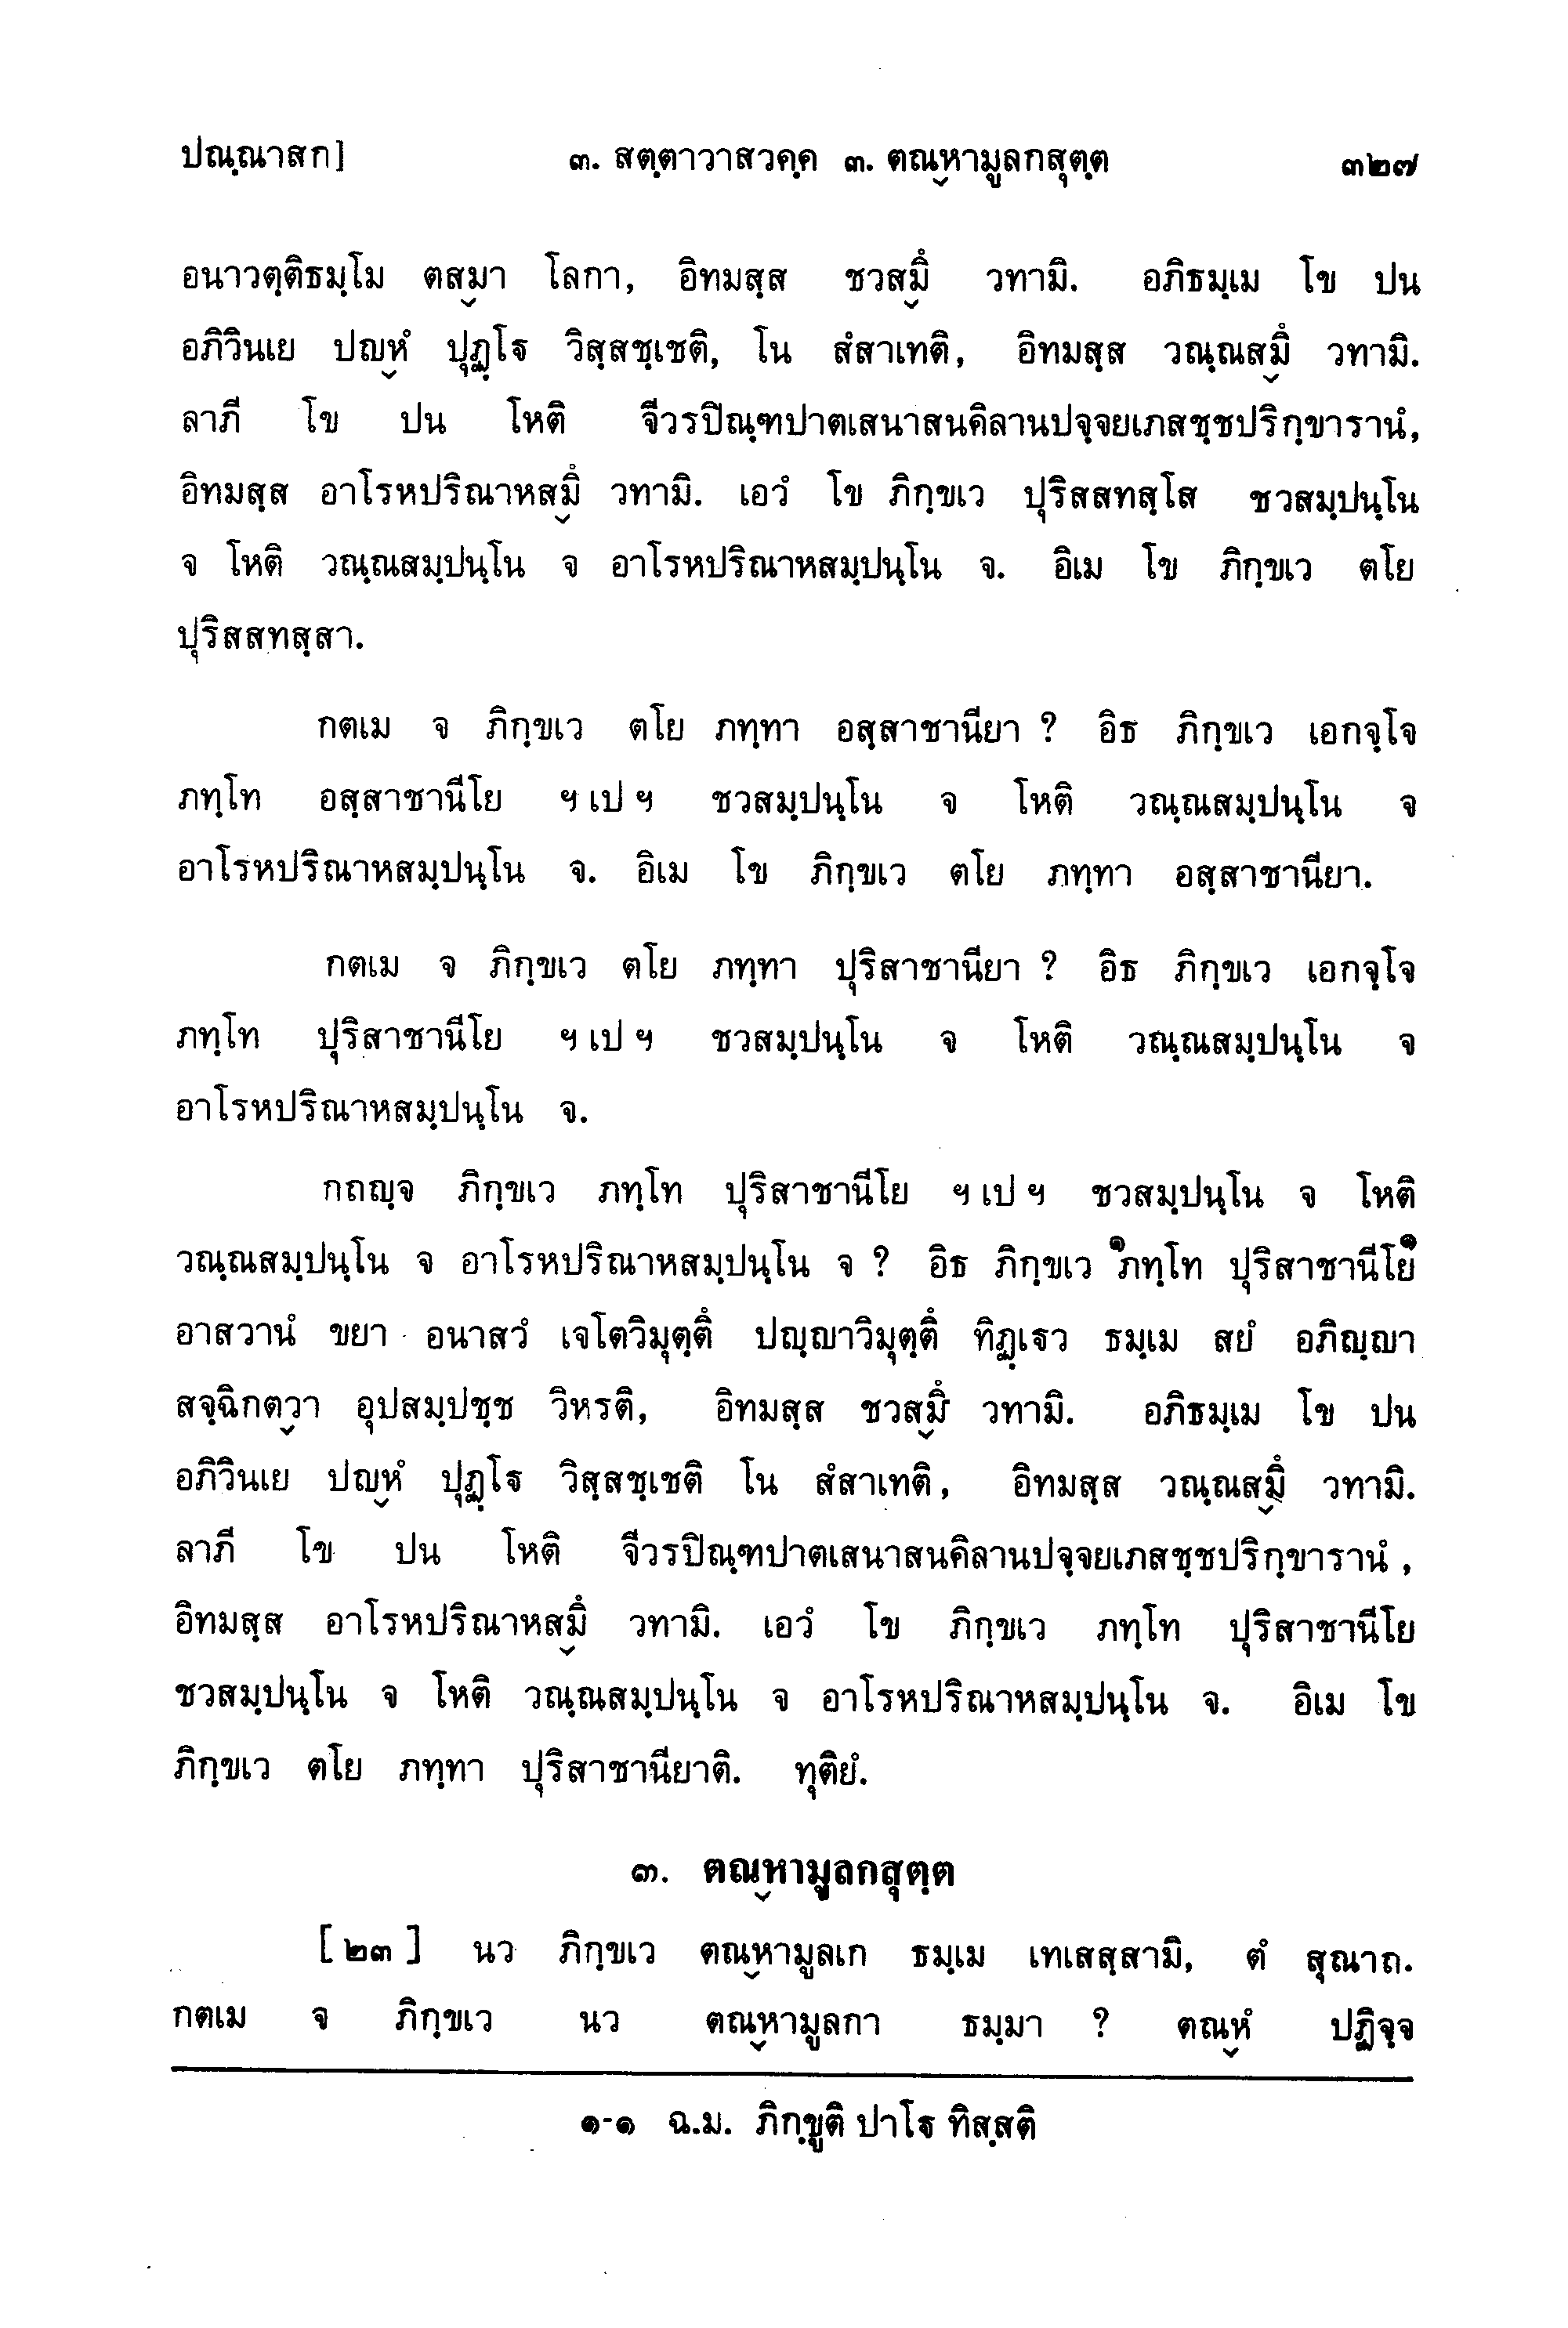 ปณฺณาสก] ๓. สตฺตาวาสวคฺค ๓. ตณฺหามูลกสุตฺต ๓๒๗
อนาวตฺติธมฺโม ตสฺมา โลกา, อิทมสฺส ชวสฺมึ วทามิ. อภิธมฺเม โข ปน
อภิวินเย ปญฺหํ ปุฏฺโฐ วิสฺสชฺเชติ, โน สํสาเทติ, อิทมสฺส วณฺณสฺมึ วทามิ.
ลาภี โข ปน โหติ จีวรปิณฺฑปาตเสนาสนคิลานปจฺจยเภสชฺชปริกฺขารานํ,
อิทมสฺส อาโรหปริณาหสฺมึ วทามิ. เอวํ โข ภิกฺขเว ปุริสสทสฺโส ชวสมฺปนฺโน
จ โหติ วณฺณสมฺปนฺโน จ อาโรหปริณาหสมฺปนฺโน จ. อิเม โข ภิกฺขเว ตโย
ปุริสสทสฺสา.
กตเม จ ภิกฺขเว ตโย ภทฺทา อสฺสาชานียา ? อิธ ภิกฺขเว เอกจฺโจ
ภทฺโท อสฺสาชานีโย ฯ เป ฯ ชวสมฺปนฺโน จ โหติ วณฺณสมฺปนฺโน จ
อาโรหปริณาหสมฺปนฺโน จ. อิเม โข ภิกฺขเว ตโย ภทฺทา อสฺสาชานียา.
กตเม จ ภิกฺขเว ตโย ภทฺทา ปุริสาชานียา ? อิธ ภิกฺขเว เอกจฺโจ
ภทฺโท ปุริสาชานีโย ฯ เป ฯ ชวสมฺปนฺโน จ โหติ วณฺณสมฺปนฺโน จ
อาโรหปริณาหสมฺปนฺโน จ.
กถญฺจ ภิกฺขเว ภทฺโท ปุริสาชานีโย ฯ เป ฯ ชวสมฺปนฺโน จ โหติ
วณฺณสมฺปนฺโน จ อาโรหปริณาหสมฺปนฺโน จ ? อิธ ภิกฺขเว ๑ภทฺโท ปุริสาชานีโย๑
อาสวานํ ขยา อนาสวํ เจโตวิมุตฺตึ ปญฺญาวิมุตฺตึ ทิฏฺเฐว ธมฺเม สยํ อภิญฺญา
สจฺฉิกตฺวา อุปสมฺปชฺช วิหรติ, อิทมสฺส ชวสฺมึ วทามิ. อภิธมฺเม โข ปน
อภิวินเย ปญฺหํ ปุฏฺโฐ วิสฺสชฺเชติ โน สํสาเทติ, อิทมสฺส วณฺณสฺมึ วทามิ.
ลาภี โข ปน โหติ จีวรปิณฺฑปาตเสนาสนคิลานปจฺจยเภสชฺชปริกฺขารานํ,
อิทมสฺส อาโรหปริณาหสฺมึ วทามิ. เอวํ โข ภิกฺขเว ภทฺโท ปุริสาชานีโย
ชวสมฺปนฺโน จ โหติ วณฺณสมฺปนฺโน จ อาโรหปริณาหสมฺปนฺโน จ. อิเม โข
ภิกฺขเว ตโย ภทฺทา ปุริสาชานียาติ. ทุติยํ.
๓. ตณฺหามูลกสุตฺต
[๒๓] นว ภิกฺขเว ตณฺหามูลเก ธมฺเม เทเสสฺสามิ, ตํ สุณาถ.
กตเม จ ภิกฺขเว นว ตณฺหามูลกา ธมฺมา ? ตณฺหํ ปฏิจฺจ
๑-๑ ฉ.ม. ภิกฺขูติ ปาโฐ ทิสฺสติ